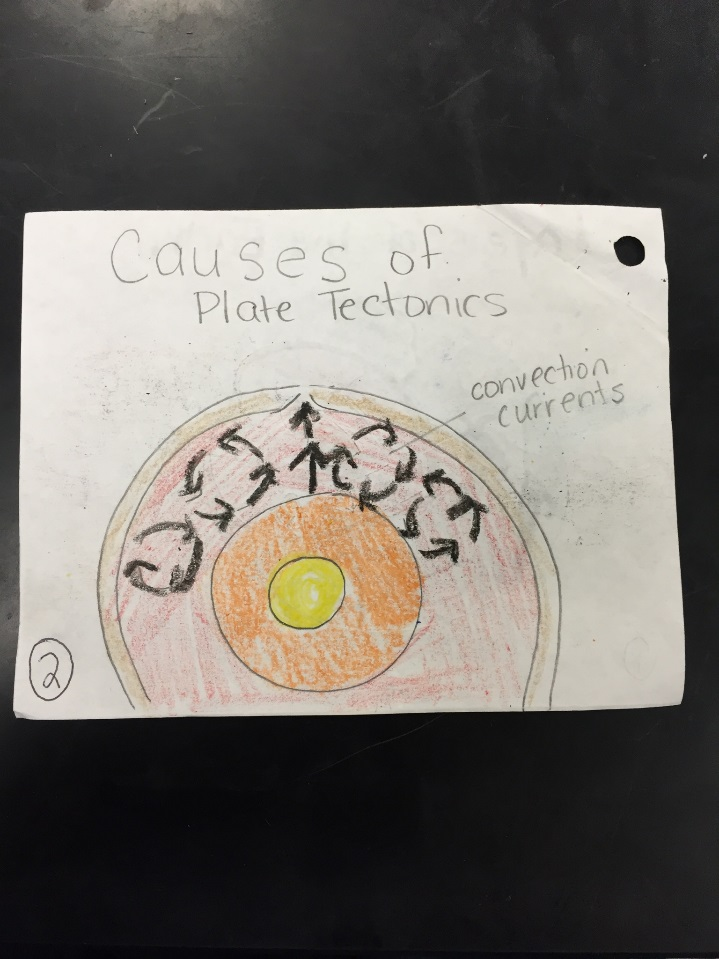 Causes of
Plate Tectonics
convection
currents
2